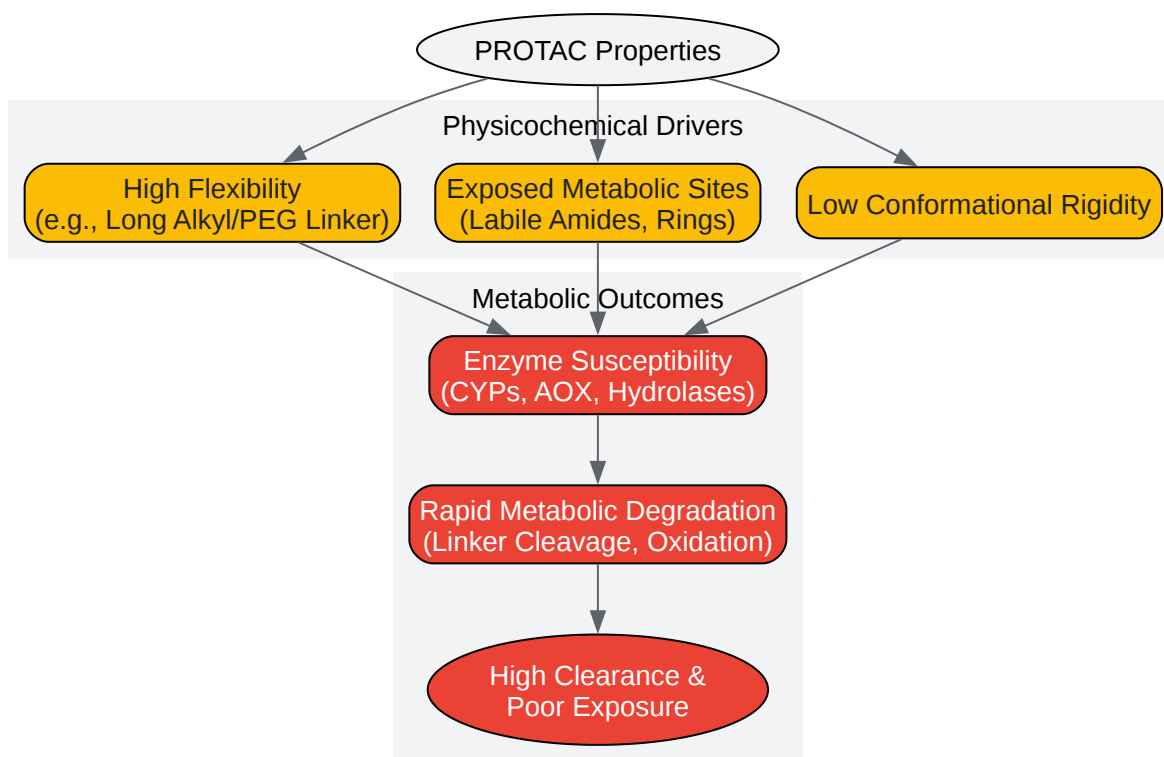 PROTAC Properties
Physicochemical Drivers
High Flexibility
(e.g., Long Alkyl/PEG Linker)
Exposed Metabolic Sites
(Labile Amides, Rings)
Low Conformational Rigidity
Metabolic Outcomes
Enzyme Susceptibility
(CYPs, AOX, Hydrolases)
Rapid Metabolic Degradation
(Linker Cleavage, Oxidation)
High Clearance &
Poor Exposure